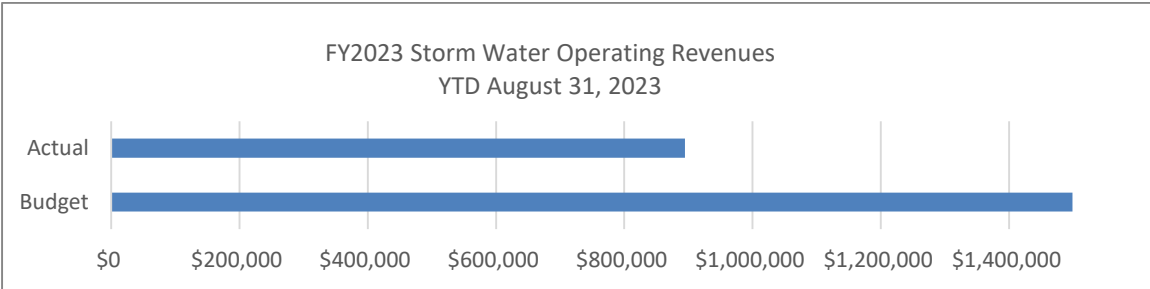 FY2023 Storm Water Operating Revenues
YTD August 31, 2023
Actual
Budget
$0 $200,000 $400,000 $600,000 $800,000 $1,000,000 $1,200,000 $1,400,000